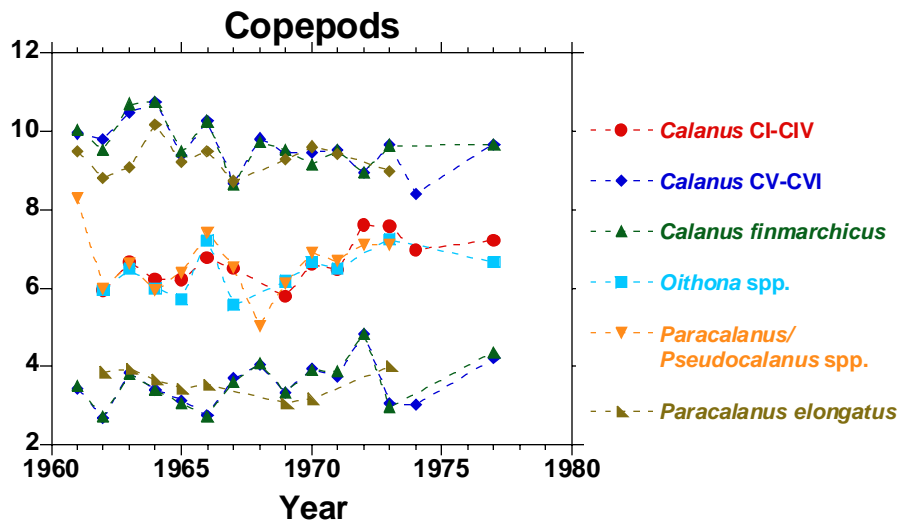 Copepods
12
10
8
6
4
2
1960
1965
1970
1975
1980
Year
Calanus CI-CIV
Calanus CV-CVI
Calanus finmarchicus
Oithona spp.
Paracalanus/
Pseudocalanus spp.
Paracalanus elongatus